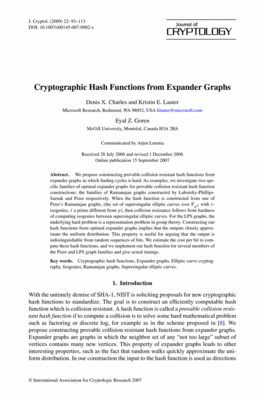 J. Cryptol. (2009) 22: 93–113
DOI: 10.1007/s00145-007-9002-x
Journal of
CRYPTOLOGY
Cryptographic Hash Functions from Expander Graphs
Denis X. Charles and Kristin E. Lauter
Microsoft Research, Redmond, WA 98052, USA klauter@microsoft.com
Eyal Z. Goren
McGill University, Montréal, Canada H3A 2K6
Communicated by Arjen Lenstra
Received 28 July 2006 and revised 1 December 2006
Online publication 15 September 2007
Abstract. We propose constructing provable collision resistant hash functions from
expander graphs in which finding cycles is hard. As examples, we investigate two spe-
cific families of optimal expander graphs for provable collision resistant hash function
constructions: the families of Ramanujan graphs constructed by Lubotzky-Phillips-
Sarnak and Pizer respectively. When the hash function is constructed from one of
Pizer's Ramanujan graphs, (the set of supersingular elliptic curves over with ℓ-
isogenies, ℓ a prime different from p), then collision resistance follows from hardness
of computing isogenies between supersingular elliptic curves. For the LPS graphs, the
underlying hard problem is a representation problem in group theory. Constructing our
hash functions from optimal expander graphs implies that the outputs closely approx-
imate the uniform distribution. This property is useful for arguing that the output is
indistinguishable from random sequences of bits. We estimate the cost per bit to com-
pute these hash functions, and we implement our hash function for several members of
the Pizer and LPS graph families and give actual timings.
Key words. Cryptographic hash functions, Expander graphs, Elliptic curve cryptog-
raphy, Isogenies, Ramanujan graphs, Supersingular elliptic curves.
1. Introduction
With the untimely demise of SHA-1, NIST is soliciting proposals for new cryptographic
hash functions to standardize. The goal is to construct an efficiently computable hash
function which is collision resistant. A hash function is called a provable collision resis-
tant hash function if to compute a collision is to solve some hard mathematical problem
such as factoring or discrete log, for example as in the scheme proposed in [8]. We
propose constructing provable collision resistant hash functions from expander graphs.
Expander graphs are graphs in which the neighbor set of any "not too large" subset of
vertices contains many new vertices. This property of expander graphs leads to other
interesting properties, such as the fact that random walks quickly approximate the uni-
form distribution. In our construction the input to the hash function is used as directions
© International Association for Cryptologic Research 2007